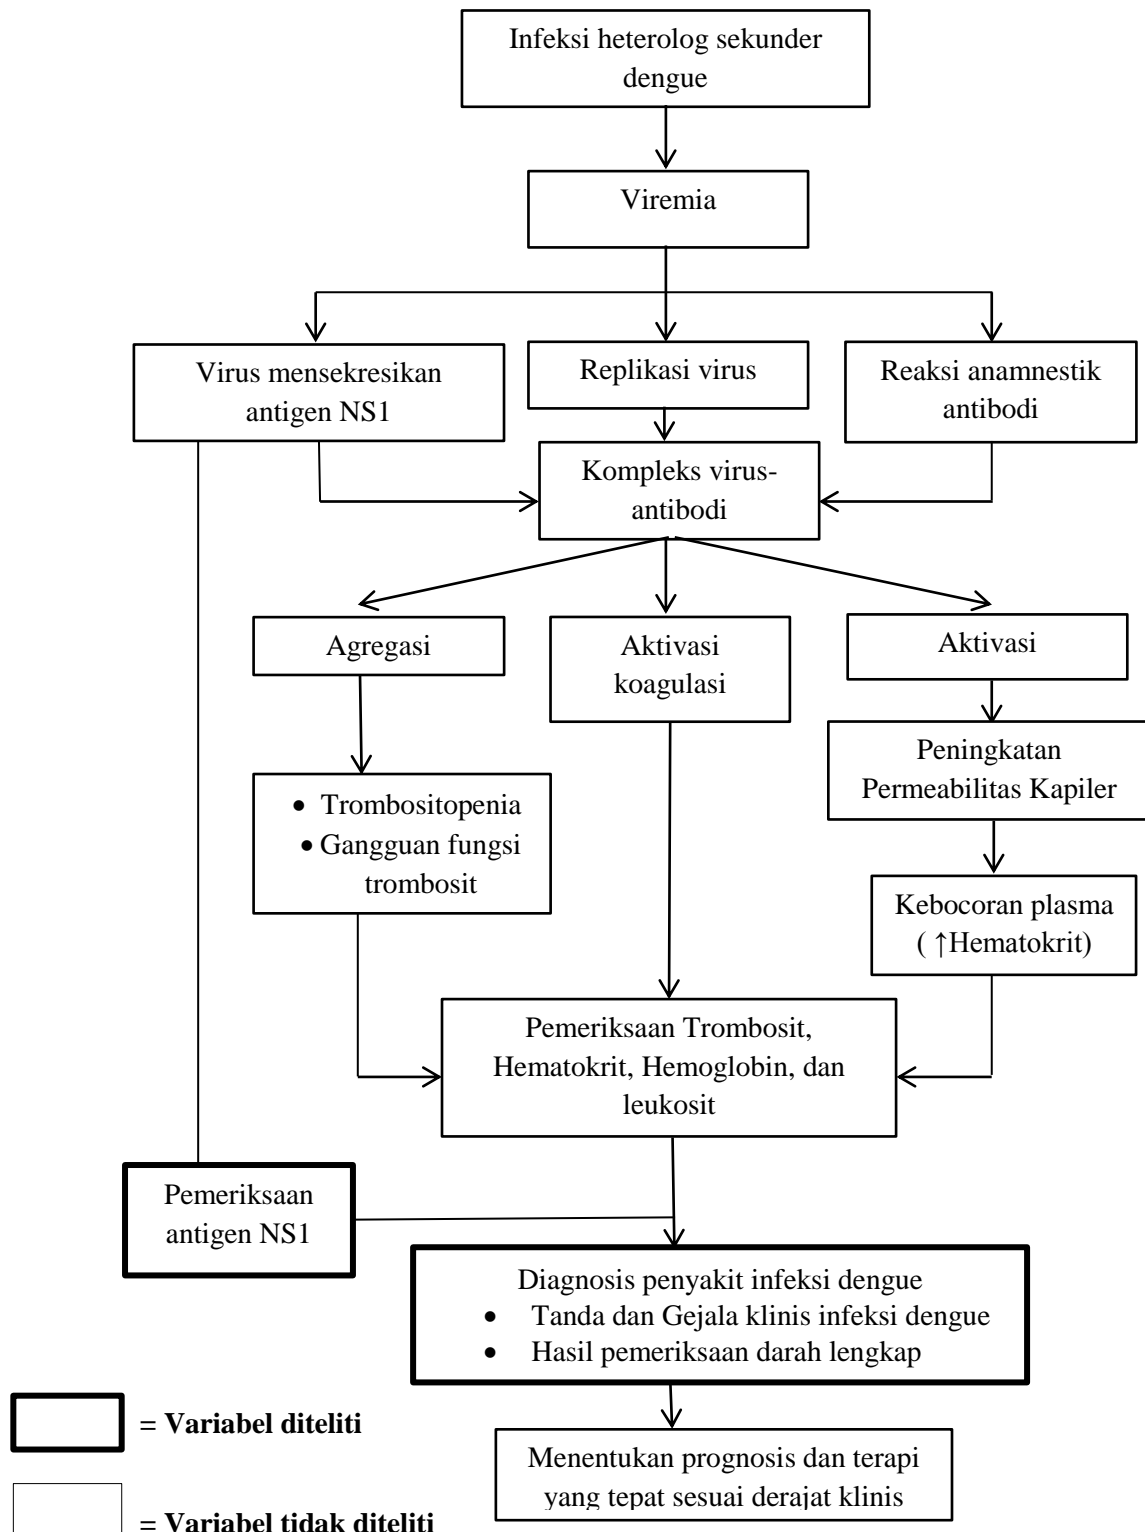 Infeksi heterolog sekunder
dengue
Viremia
Virus mensekresikan
antigen NS1
Replikasi virus
Reaksi anamnestik
antibodi
Kompleks virus-
antibodi
Agregasi
Aktivasi
koagulasi
Aktivasi
Peningkatan
Permeabilitas Kapiler
• Trombositopenia
• Gangguan fungsi
trombosit
Kebocoran plasma
( ↑Hematokrit)
Pemeriksaan Trombosit,
Hematokrit, Hemoglobin, dan
leukosit
Pemeriksaan
antigen NS1
Diagnosis penyakit infeksi dengue
• Tanda dan Gejala klinis infeksi dengue
• Hasil pemeriksaan darah lengkap
= Variabel diteliti
Menentukan prognosis dan terapi
yang tepat sesuai derajat klinis
= Variabel tidak diteliti